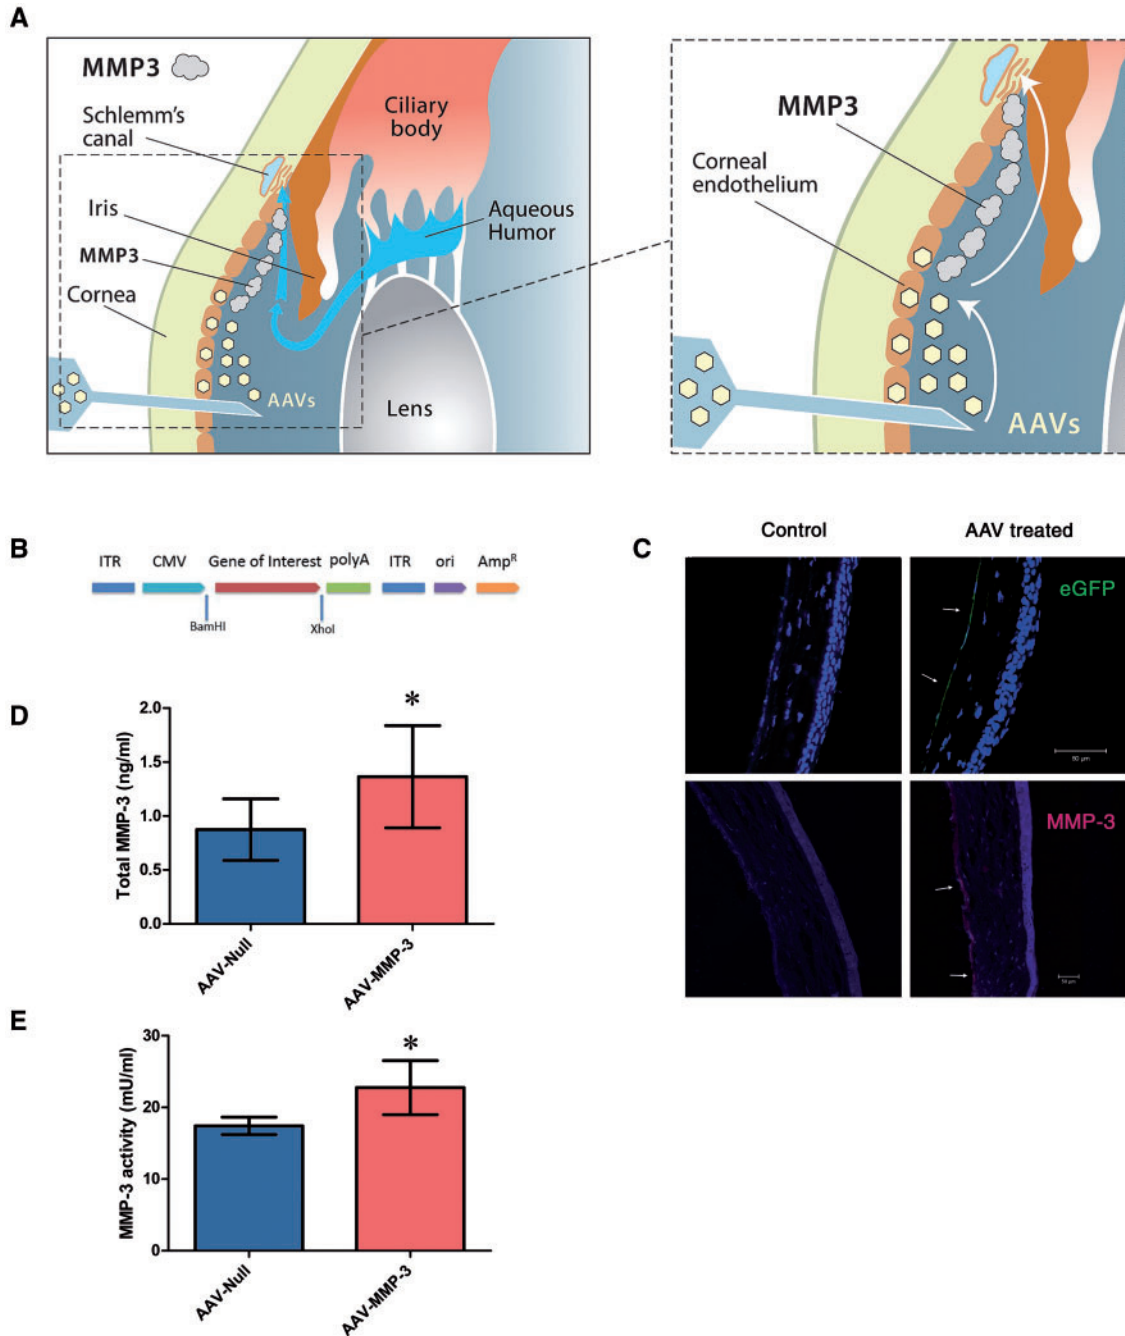 A
MMP3
Schlemm's
canal
Iris
MMP3
Cornea
Ciliary
body
Aqueous
Humor
AAVs
Lens
MMP3
Corneal
endothelium
AAVs
B
ITR CMV Gene of Interest polyA ITR ori AmpR
BamHI XhoI
C
Control AAV treated
eGFP
MMP-3
D
Total MMP-3 (ng/ml)
2.0
1.5
1.0
0.5
0.0
*
AAV-Null
AAV-MMP-3
E
MMP-3 activity (mU/ml)
30
20
10
0
*
AAV-Null
AAV-MMP-3